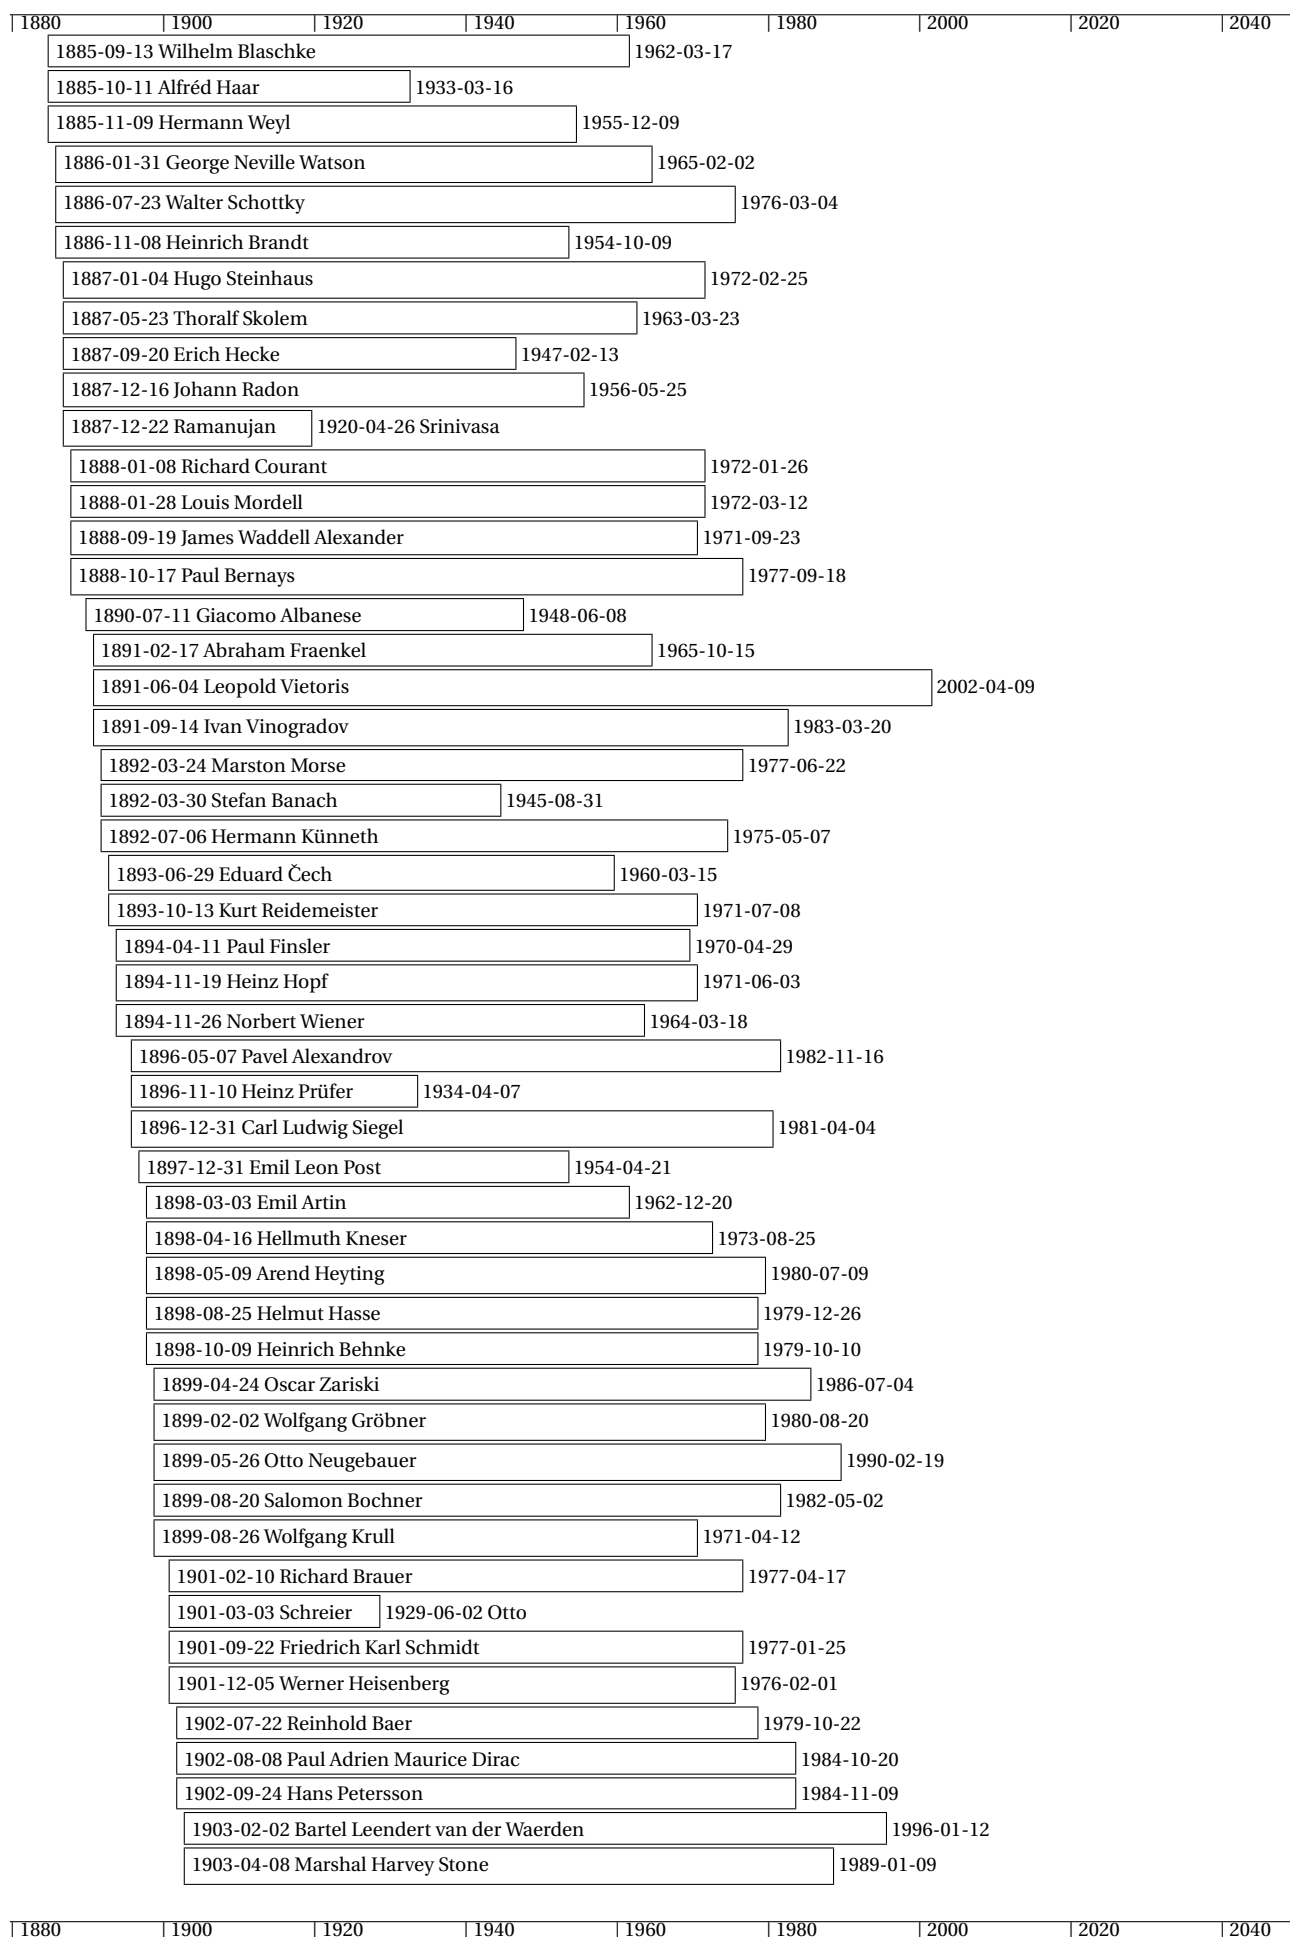 1880 1900 1920 1940 1960 1980 2000 2020 2040
1885-09-13 Wilhelm Blaschke 1962-03-17
1885-10-11 Alfréd Haar 1933-03-16
1885-11-09 Hermann Weyl 1955-12-09
1886-01-31 George Neville Watson 1965-02-02
1886-07-23 Walter Schottky 1976-03-04
1886-11-08 Heinrich Brandt 1954-10-09
1887-01-04 Hugo Steinhaus 1972-02-25
1887-05-23 Thoralf Skolem 1963-03-23
1887-09-20 Erich Hecke 1947-02-13
1887-12-16 Johann Radon 1956-05-25
1887-12-22 Ramanujan 1920-04-26 Srinivasa
1888-01-08 Richard Courant 1972-01-26
1888-01-28 Louis Mordell 1972-03-12
1888-09-19 James Waddell Alexander 1971-09-23
1888-10-17 Paul Bernays 1977-09-18
1890-07-11 Giacomo Albanese 1948-06-08
1891-02-17 Abraham Fraenkel 1965-10-15
1891-06-04 Leopold Vietoris 2002-04-09
1891-09-14 Ivan Vinogradov 1983-03-20
1892-03-24 Marston Morse 1977-06-22
1892-03-30 Stefan Banach 1945-08-31
1892-07-06 Hermann Künneth 1975-05-07
1893-06-29 Eduard Čech 1960-03-15
1893-10-13 Kurt Reidemeister 1971-07-08
1894-04-11 Paul Finsler 1970-04-29
1894-11-19 Heinz Hopf 1971-06-03
1894-11-26 Norbert Wiener 1964-03-18
1896-05-07 Pavel Alexandrov 1982-11-16
1896-11-10 Heinz Prüfer 1934-04-07
1896-12-31 Carl Ludwig Siegel 1981-04-04
1897-12-31 Emil Leon Post 1954-04-21
1898-03-03 Emil Artin 1962-12-20
1898-04-16 Hellmuth Kneser 1973-08-25
1898-05-09 Arend Heyting 1980-07-09
1898-08-25 Helmut Hasse 1979-12-26
1898-10-09 Heinrich Behnke 1979-10-10
1899-04-24 Oscar Zariski 1986-07-04
1899-02-02 Wolfgang Gröbner 1980-08-20
1899-05-26 Otto Neugebauer 1990-02-19
1899-08-20 Salomon Bochner 1982-05-02
1899-08-26 Wolfgang Krull 1971-04-12
1901-02-10 Richard Brauer 1977-04-17
1901-03-03 Schreier 1929-06-02 Otto
1901-09-22 Friedrich Karl Schmidt 1977-01-25
1901-12-05 Werner Heisenberg 1976-02-01
1902-07-22 Reinhold Baer 1979-10-22
1902-08-08 Paul Adrien Maurice Dirac 1984-10-20
1902-09-24 Hans Petersson 1984-11-09
1903-02-02 Bartel Leendert van der Waerden 1996-01-12
1903-04-08 Marshal Harvey Stone 1989-01-09
1880 1900 1920 1940 1960 1980 2000 2020 2040